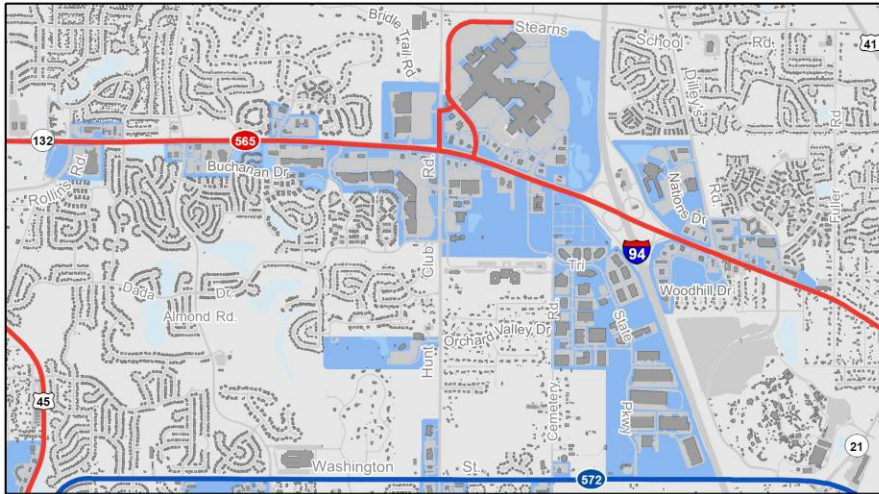 Bridle Trail Rd
Stearns
School
Rd.
41
Dilley's
Rd
132
565
Rollins Rd.
Buchanan Dr.
Rd.
Nations Dr
Fuller
Rd
94
Tri
State
Pkwy
Woodhill Dr
Club
Hunt
Dada
Dr.
Almond Rd.
Orchard
Valley Dr
Rd.
Cemetery
45
21
Washington
St.
572